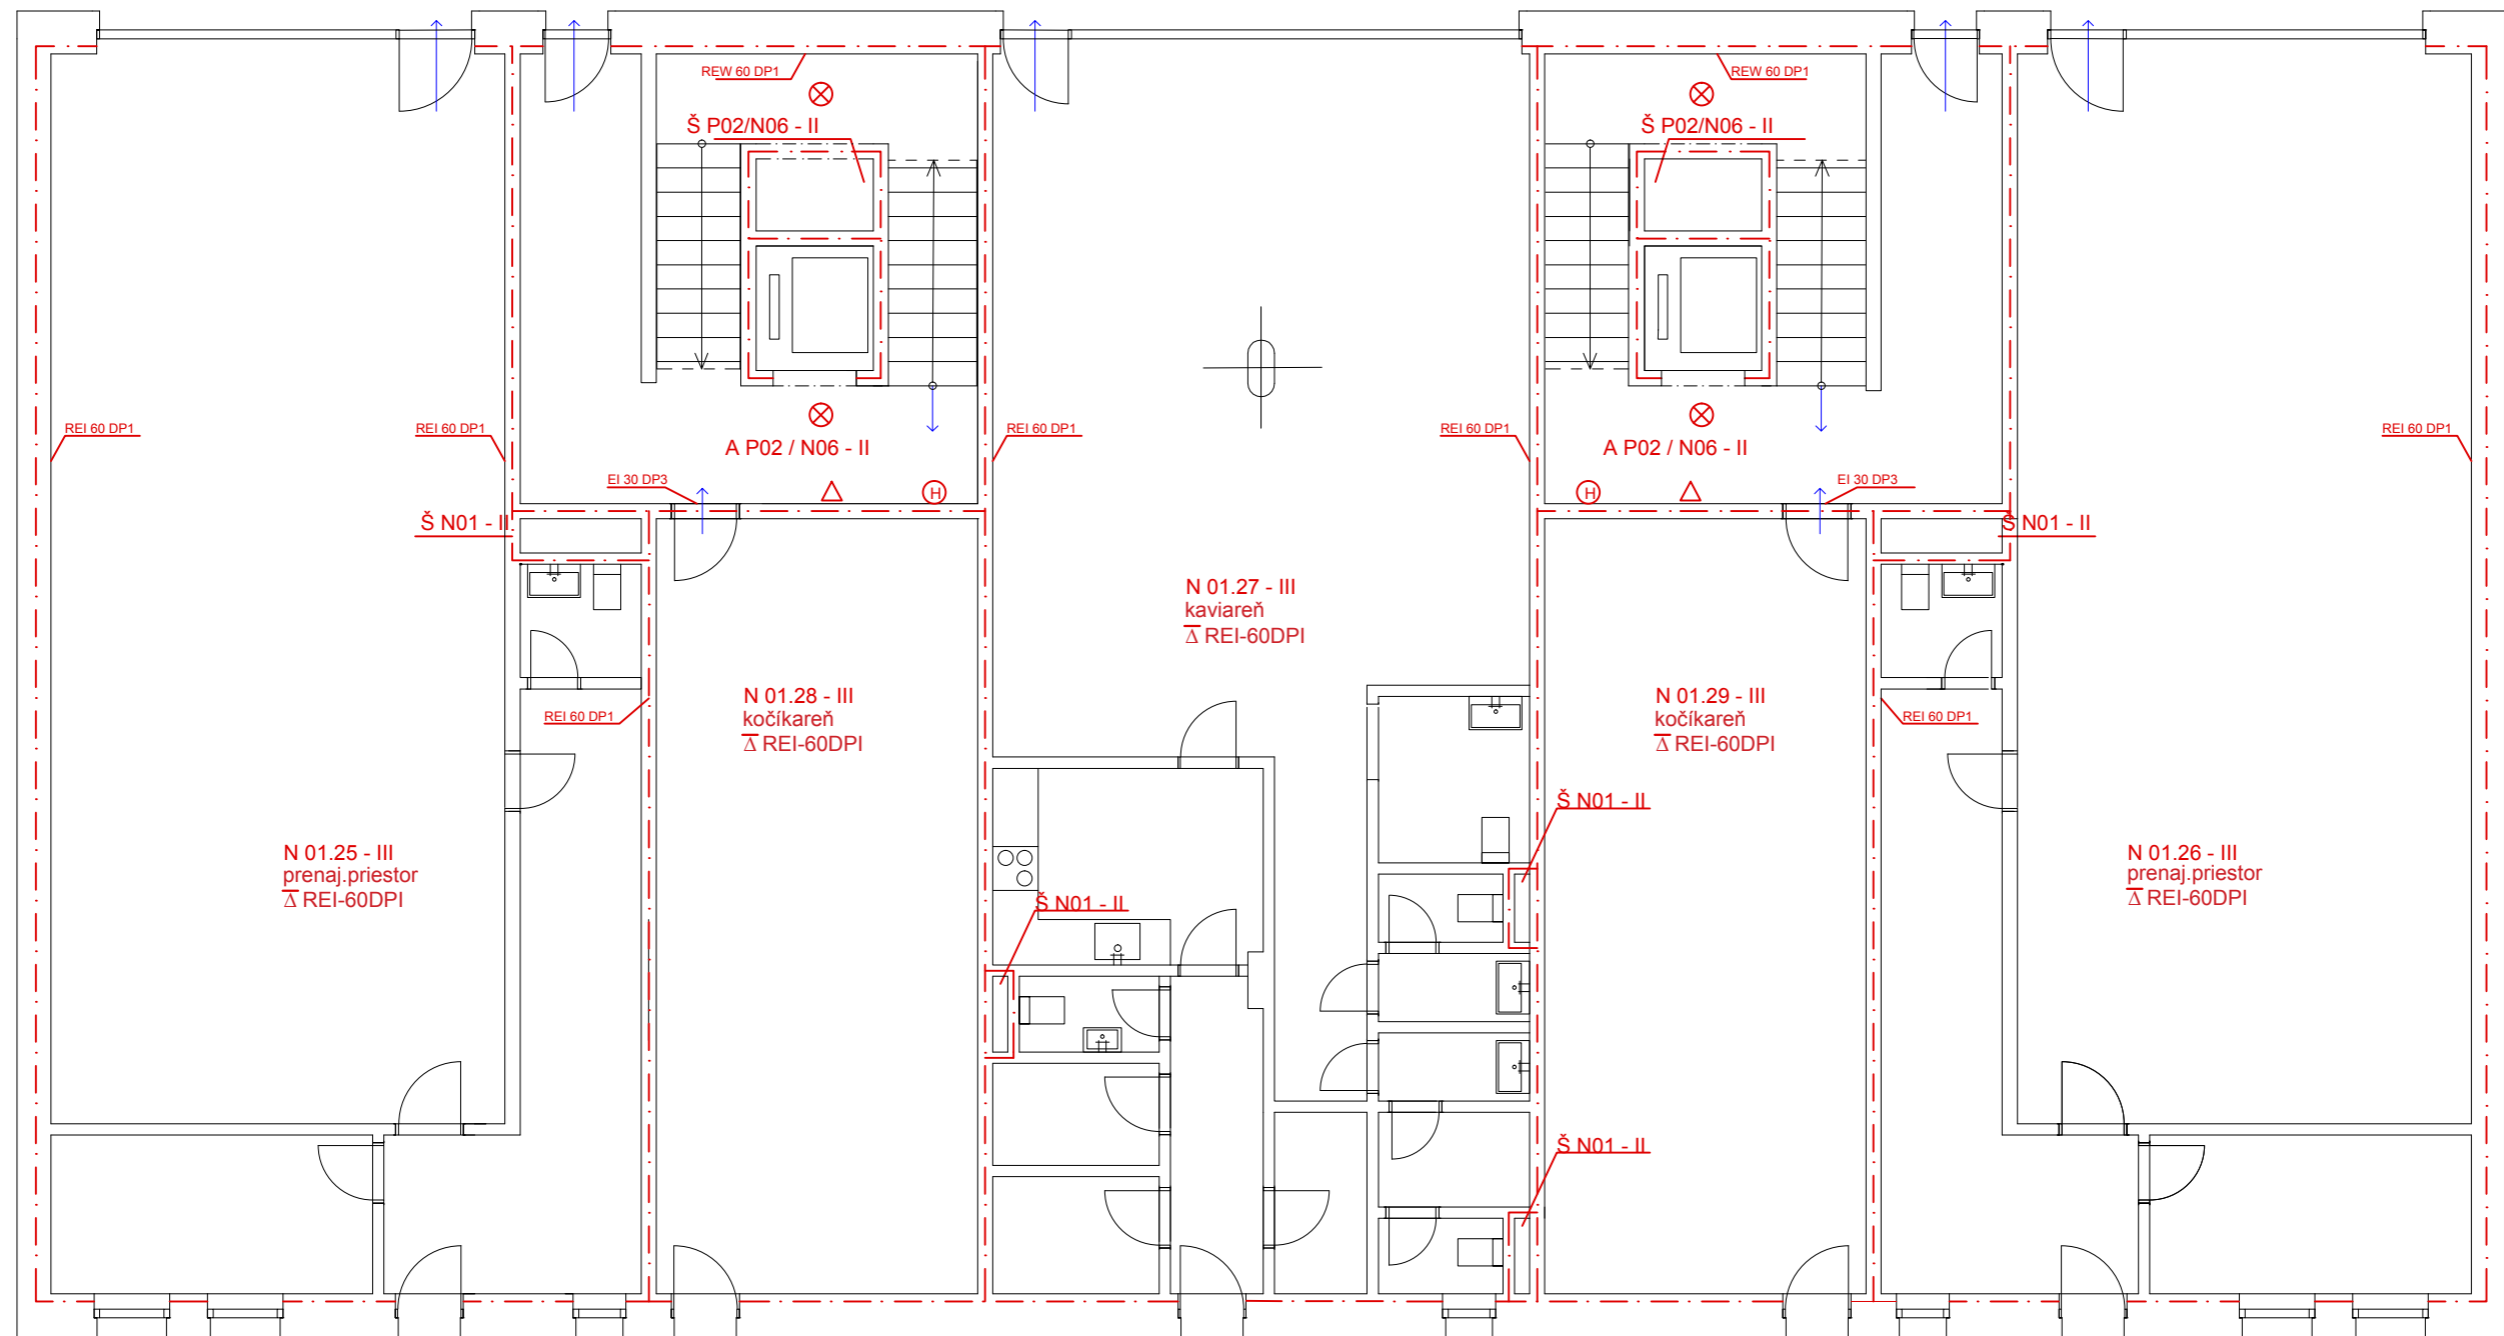 REW 60 DP1
REW 60 DP1
Š P02/N06 - II
Š P02/N06 - II
REI 60 DP1
REI 60 DP1
REI 60 DP1
REI 60 DP1
REI 60 DP1
A P02 / N06 - II
A P02 / N06 - II
EI 30 DP3
H
H
EI 30 DP3
Š N01 - II
Š N01 - II
N 01.27 - III
kaviareň
Δ REI-60DPI
N 01.28 - III
kočíkareň
Δ REI-60DPI
N 01.29 - III
kočíkareň
Δ REI-60DPI
REI 60 DP1
REI 60 DP1
Š N01 - II
N 01.25 - III
prenaj.priestor
Δ REI-60DPI
N 01.26 - III
prenaj.priestor
Δ REI-60DPI
Š N01 - II
Š N01 - II